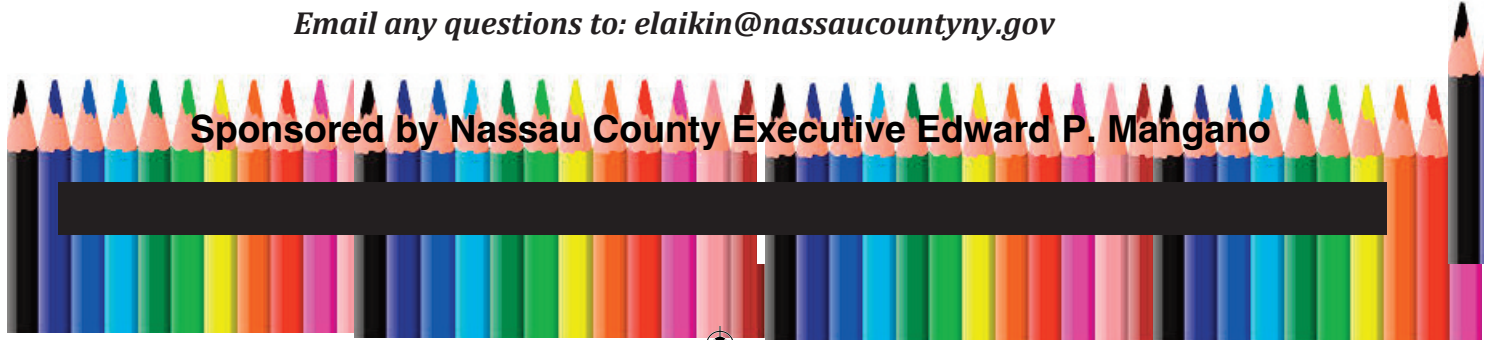 Email any questions to: elaikin@nassaucountyny.gov
Sponsored by Nassau County Executive Edward P. Mangano